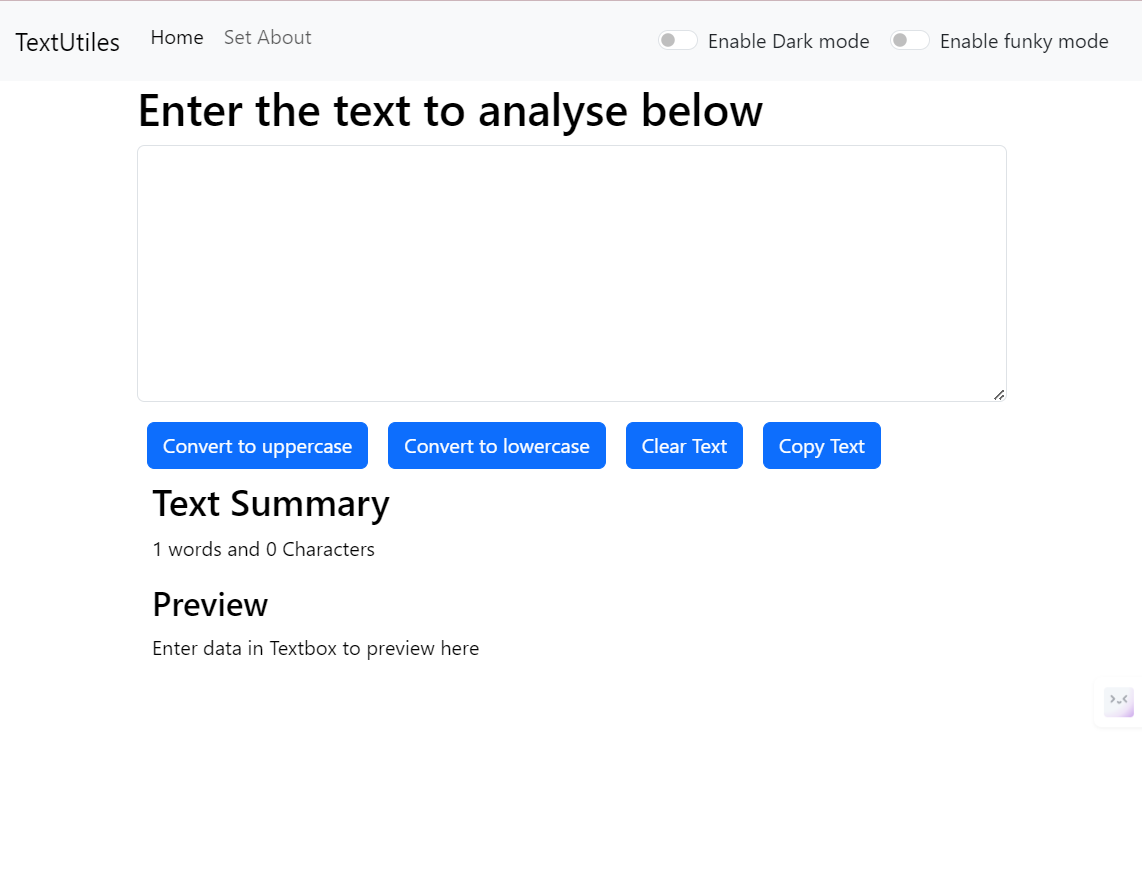 TextUtiles Home Set About Enable Dark mode Enable funky mode
Enter the text to analyse below
Convert to uppercase Convert to lowercase Clear Text Copy Text
Text Summary
1 words and 0 Characters
Preview
Enter data in Textbox to preview here